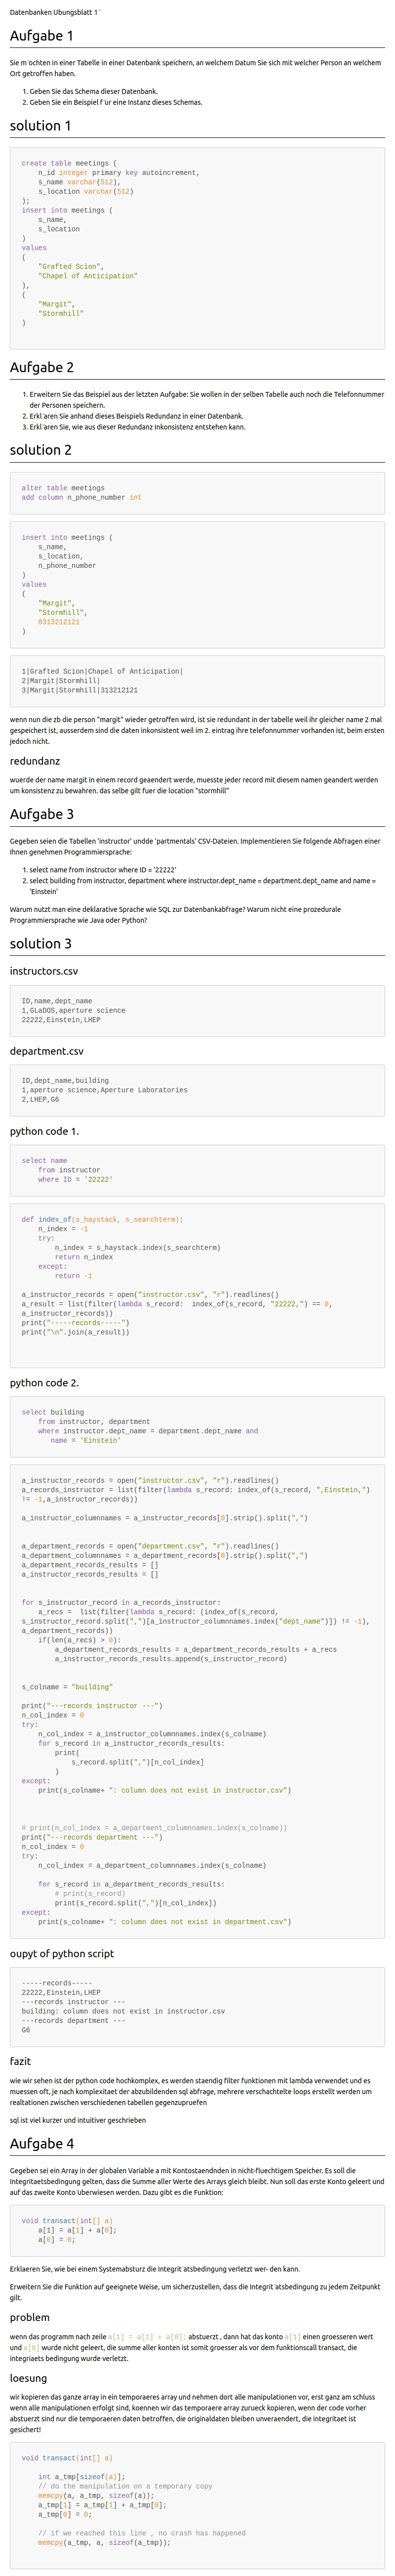 Datenbanken Ubungsblatt 1¨
Aufgabe 1
Sie m¨ochten in einer Tabelle in einer Datenbank speichern, an welchem Datum Sie sich mit welcher Person an welchem
Ort getroffen haben.
1. Geben Sie das Schema dieser Datenbank.
2. Geben Sie ein Beispiel f¨ur eine Instanz dieses Schemas.
solution 1
create table meetings (
n_id integer primary key autoincrement,
s_name varchar(512),
s_location varchar(512)
);
insert into meetings (
s_name,
s_location
)
values
(
"Grafted Scion",
"Chapel of Anticipation"
),
(
"Margit",
"Stormhill"
)
Aufgabe 2
1. Erweitern Sie das Beispiel aus der letzten Aufgabe: Sie wollen in der selben Tabelle auch noch die Telefonnummer
der Personen speichern.
2. Erkl¨aren Sie anhand dieses Beispiels Redundanz in einer Datenbank.
3. Erkl¨aren Sie, wie aus dieser Redundanz Inkonsistenz entstehen kann.
solution 2
alter table meetings
add column n_phone_number int
insert into meetings (
s_name,
s_location,
n_phone_number
)
values
(
"Margit",
"Stormhill",
0313212121
)
1|Grafted Scion|Chapel of Anticipation|
2|Margit|Stormhill|
3|Margit|Stormhill|313212121
wenn nun die zb die person "margit" wieder getroffen wird, ist sie redundant in der tabelle weil ihr gleicher name 2 mal
gespeichert ist, ausserdem sind die daten inkonsistent weil im 2. eintrag ihre telefonnummer vorhanden ist, beim ersten
jedoch nicht.
redundanz
wuerde der name margit in einem record geaendert werde, muesste jeder record mit diesem namen geandert werden
um konsistenz zu bewahren. das selbe gilt fuer die location "stormhill"
Aufgabe 3
Gegeben seien die Tabellen 'instructor' undde 'partmentals' CSV-Dateien. Implementieren Sie folgende Abfragen einer
Ihnen genehmen Programmiersprache:
1. select name from instructor where ID = '22222'
2. select building from instructor, department where instructor.dept_name = department.dept_name and name =
'Einstein'
Warum nutzt man eine deklarative Sprache wie SQL zur Datenbankabfrage? Warum nicht eine prozedurale
Programmiersprache wie Java oder Python?
solution 3
instructors.csv
ID,name,dept_name
1,GLaDOS,aperture science
22222,Einstein,LHEP
department.csv
ID,dept_name,building
1,aperture science,Aperture Laboratories
2,LHEP,G6
python code 1.
select name
from instructor
where ID = '22222'
def index_of(s_haystack, s_searchterm):
n_index = -1
try:
n_index = s_haystack.index(s_searchterm)
return n_index
except:
return -1
a_instructor_records = open("instructor.csv", "r").readlines()
a_result = list(filter(lambda s_record:  index_of(s_record, "22222,") == 0,
a_instructor_records))
print("-----records-----")
print("\n".join(a_result))
python code 2.
select building
from instructor, department
where instructor.dept_name = department.dept_name and
name = 'Einstein'
a_instructor_records = open("instructor.csv", "r").readlines()
a_records_instructor = list(filter(lambda s_record: index_of(s_record, ",Einstein,")
!= -1,a_instructor_records))
a_instructor_columnnames = a_instructor_records[0].strip().split(",")
a_department_records = open("department.csv", "r").readlines()
a_department_columnnames = a_department_records[0].strip().split(",")
a_department_records_results = []
a_instructor_records_results = []
for s_instructor_record in a_records_instructor:
a_recs =  list(filter(lambda s_record: (index_of(s_record,
s_instructor_record.split(",")[a_instructor_columnnames.index("dept_name")]) != -1),
a_department_records))
if(len(a_recs) > 0):
a_department_records_results = a_department_records_results + a_recs
a_instructor_records_results.append(s_instructor_record)
s_colname = "building"
print("---records instructor ---")
n_col_index = 0
try:
n_col_index = a_instructor_columnnames.index(s_colname)
for s_record in a_instructor_records_results:
print(
s_record.split(",")[n_col_index]
)
except:
print(s_colname+ ": column does not exist in instructor.csv")
# print(n_col_index = a_department_columnnames.index(s_colname))
print("---records department ---")
n_col_index = 0
try:
n_col_index = a_department_columnnames.index(s_colname)
for s_record in a_department_records_results:
# print(s_record)
print(s_record.split(",")[n_col_index])
except:
print(s_colname+ ": column does not exist in department.csv")
oupyt of python script
-----records-----
22222,Einstein,LHEP
---records instructor ---
building: column does not exist in instructor.csv
---records department ---
G6
fazit
wie wir sehen ist der python code hochkomplex, es werden staendig filter funktionen mit lambda verwendet und es
muessen oft, je nach komplexitaet der abzubildenden sql abfrage, mehrere verschachtelte loops erstellt werden um
realtationen zwischen verschiedenen tabellen gegenzupruefen
sql ist viel kurzer und intuitiver geschrieben
Aufgabe 4
Gegeben sei ein Array in der globalen Variable a mit Kontostaendnden in nicht-fluechtigem Speicher. Es soll die
Integritaetsbedingung gelten, dass die Summe aller Werte des Arrays gleich bleibt. Nun soll das erste Konto geleert und
auf das zweite Konto ̈uberwiesen werden. Dazu gibt es die Funktion:
void transact(int[] a)
a[1] = a[1] + a[0];
a[0] = 0;
Erklaeren Sie, wie bei einem Systemabsturz die Integrit ̈atsbedingung verletzt wer- den kann.
Erweitern Sie die Funktion auf geeignete Weise, um sicherzustellen, dass die Integrit ̈atsbedingung zu jedem Zeitpunkt
gilt.
problem
wenn das programm nach zeile a[1] = a[1] + a[0]; abstuerzt , dann hat das konto a[1] einen groesseren wert
und a[0] wurde nicht geleert, die summe aller konten ist somit groesser als vor dem funktionscall transact, die
integriaets bedingung wurde verletzt.
loesung
wir kopieren das ganze array in ein temporaeres array und nehmen dort alle manipulationen vor, erst ganz am schluss
wenn alle manipulationen erfolgt sind, koennen wir das temporaere array zurueck kopieren, wenn der code vorher
abstuerzt sind nur die temporaeren daten betroffen, die originaldaten bleiben unveraendert, die integritaet ist
gesichert!
void transact(int[] a)
int a_tmp[sizeof(a)];
// do the manipulation on a temporary copy
memcpy(a, a_tmp, sizeof(a));
a_tmp[1] = a_tmp[1] + a_tmp[0];
a_tmp[0] = 0;
// if we reached this line , no crash has happened
memcpy(a_tmp, a, sizeof(a_tmp));